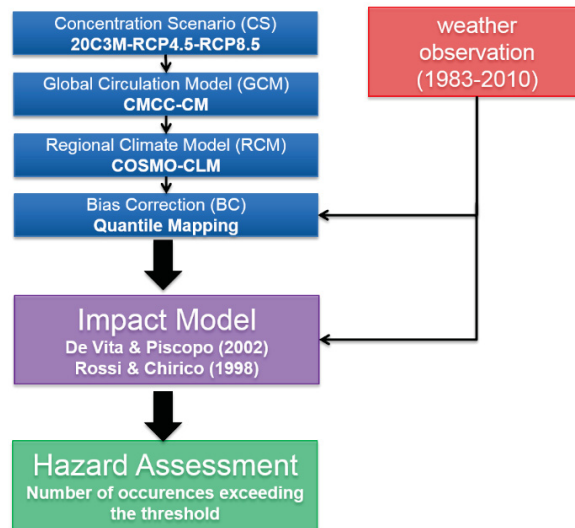 Concentration Scenario (CS)
20C3M-RCP4.5-RCP8.5
weather
observation
(1983-2010)
Global Circulation Model (GCM)
CMCC-CM
Regional Climate Model (RCM)
COSMO-CLM
Bias Correction (BC)
Quantile Mapping
Impact Model
De Vita & Piscopo (2002)
Rossi & Chirico (1998)
Hazard Assessment
Number of occurences exceeding
the threshold